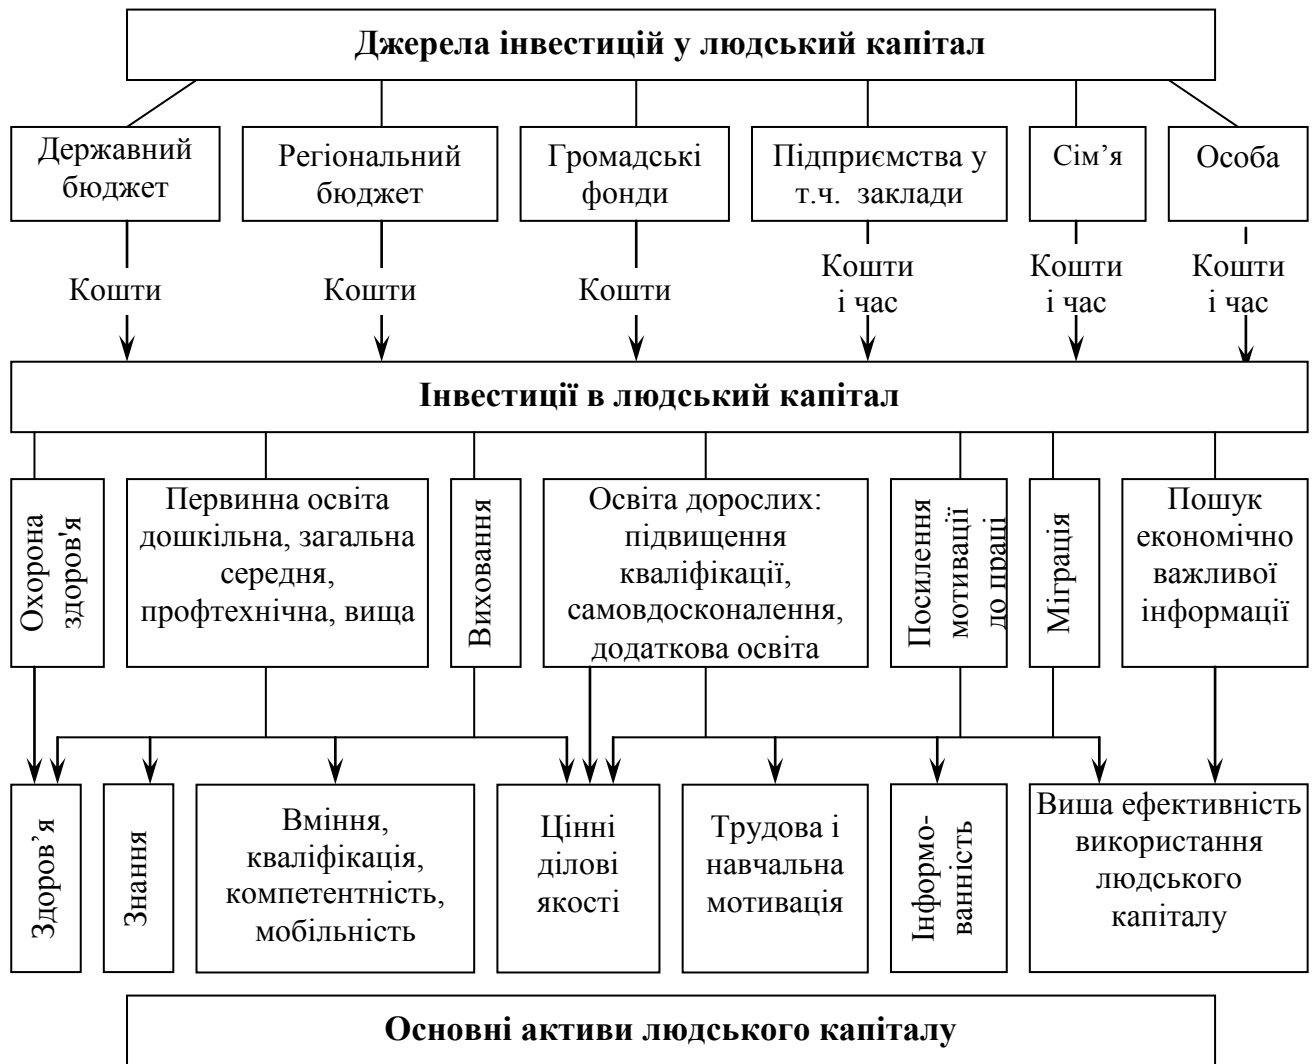 Джерела інвестицій у людський капітал
Державний
бюджет
Регіональний
бюджет
Громадські
фонди
Підприємства у
т.ч. заклади
Сім’я
Особа
Кошти
Кошти
Кошти
Кошти
і час
Кошти
і час
Кошти
і час
Інвестиції в людський капітал
Охорона
здоров'я
Первинна освіта
дошкільна, загальна
середня,
профтехнічна, вища
Виховання
Освіта дорослих:
підвищення
кваліфікації,
самовдосконалення,
додаткова освіта
Посилення
мотивації
до праці
Міграція
Пошук
економічно
важливої
інформації
Здоров’я
Знання
Вміння,
кваліфікація,
компетентність,
мобільність
Цінні
ділові
якості
Трудова і
навчальна
мотивація
Інформо-
ванність
Виша ефективність
використання
людського
капіталу
Основні активи людського капіталу